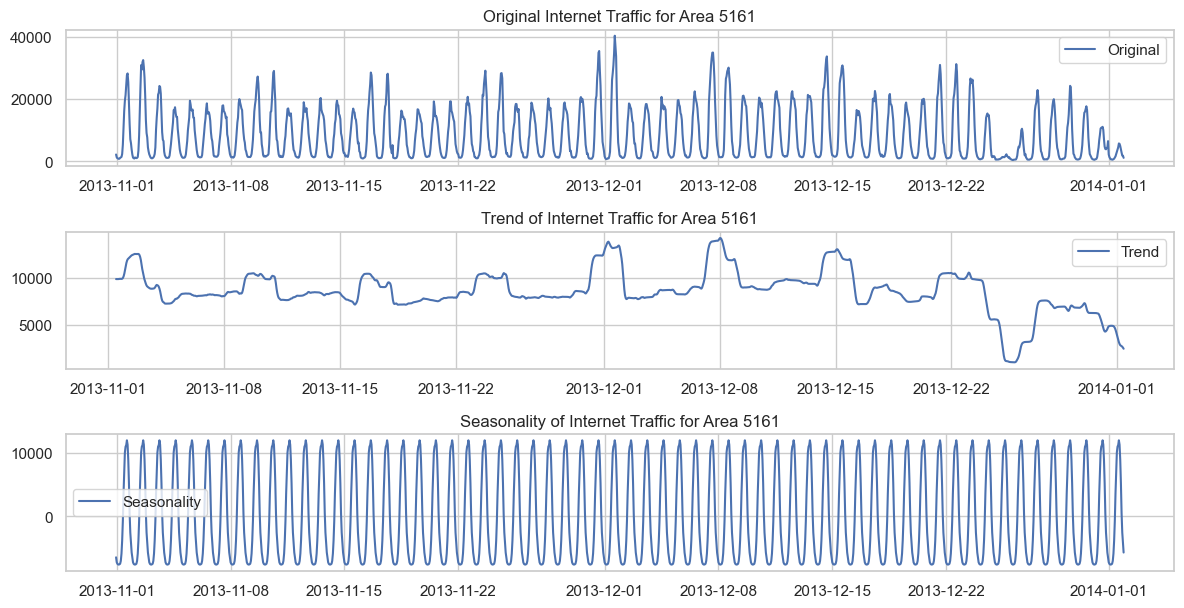 Original Internet Traffic for Area 5161
40000
Original
20000
0
2013-11-01 2013-11-08 2013-11-15 2013-11-22 2013-12-01 2013-12-08 2013-12-15 2013-12-22 2014-01-01
Trend of Internet Traffic for Area 5161
Trend
10000
5000
2013-11-01 2013-11-08 2013-11-15 2013-11-22 2013-12-01 2013-12-08 2013-12-15 2013-12-22 2014-01-01
Seasonality of Internet Traffic for Area 5161
10000
Seasonality
0
2013-11-01 2013-11-08 2013-11-15 2013-11-22 2013-12-01 2013-12-08 2013-12-15 2013-12-22 2014-01-01